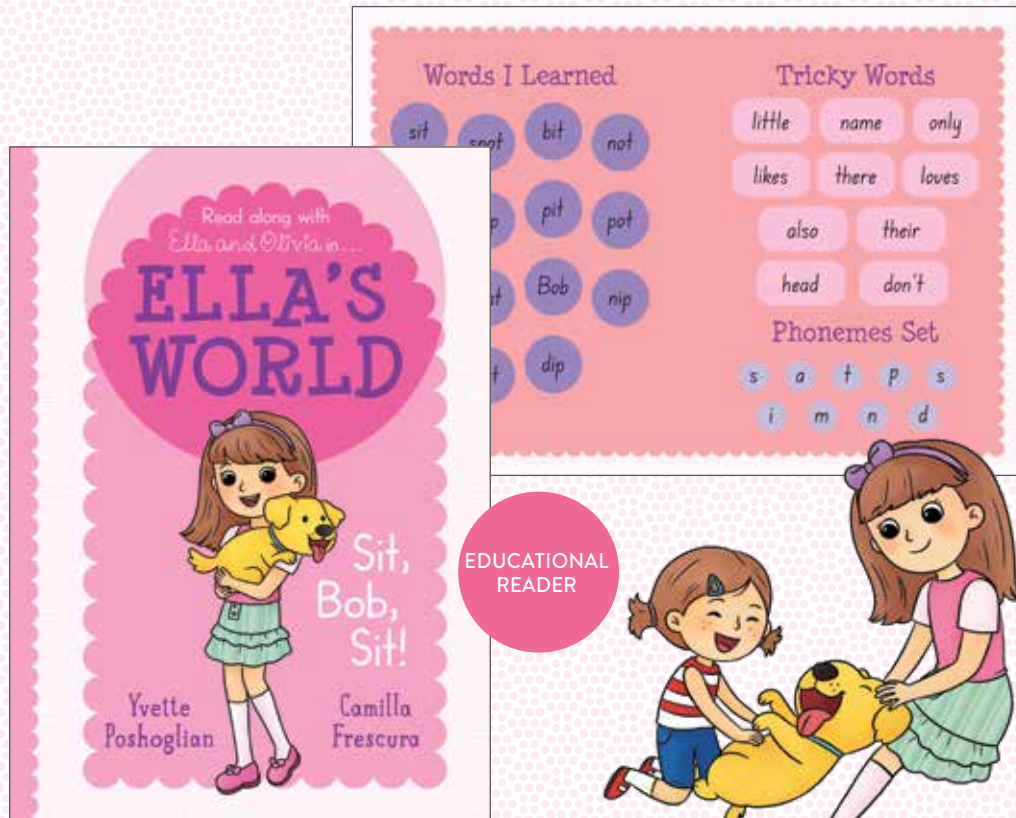 Words I Learned
sit
spot
bit
not
pit
pot
Bob
nip
dip
Tricky Words
little name only
likes there loves
also their
head don't
Phonemes Set
s a t p s
i m n d
Read along with
Ella and Olivia in...
ELLA'S
WORLD
Sit,
Bob,
Sit!
Yvette
Poshoglian
Camilla
Frescura
EDUCATIONAL
READER